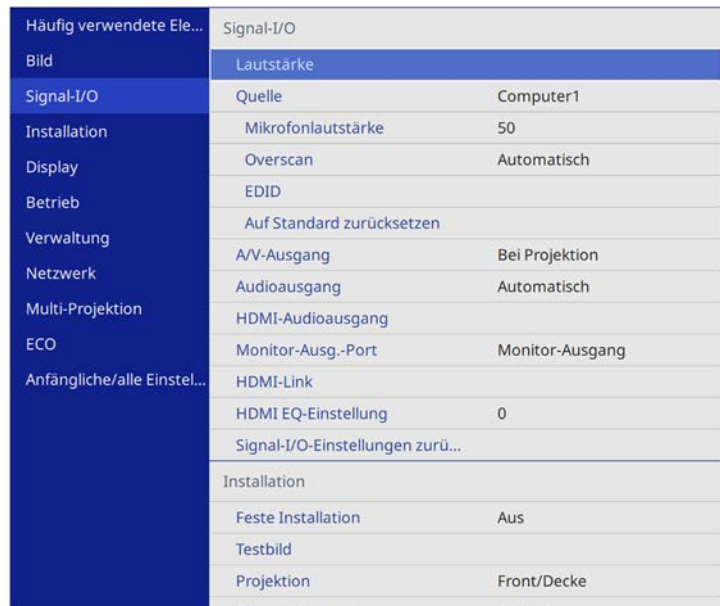 Häufig verwendete Ele...
Bild
Signal-I/O
Installation
Display
Betrieb
Verwaltung
Netzwerk
Multi-Projektion
ECO
Anfängliche/alle Einstel...
Signal-I/O
Lautstärke
Quelle Computer1
Mikrofonlautstärke 50
Overscan Automatisch
EDID
Auf Standard zurücksetzen
A/V-Ausgang Bei Projektion
Audioausgang Automatisch
HDMI-Audioausgang
Monitor-Ausg.-Port Monitor-Ausgang
HDMI-Link
HDMI EQ-Einstellung 0
Signal-I/O-Einstellungen zurü...
Installation
Feste Installation Aus
Testbild
Projektion Front/Decke